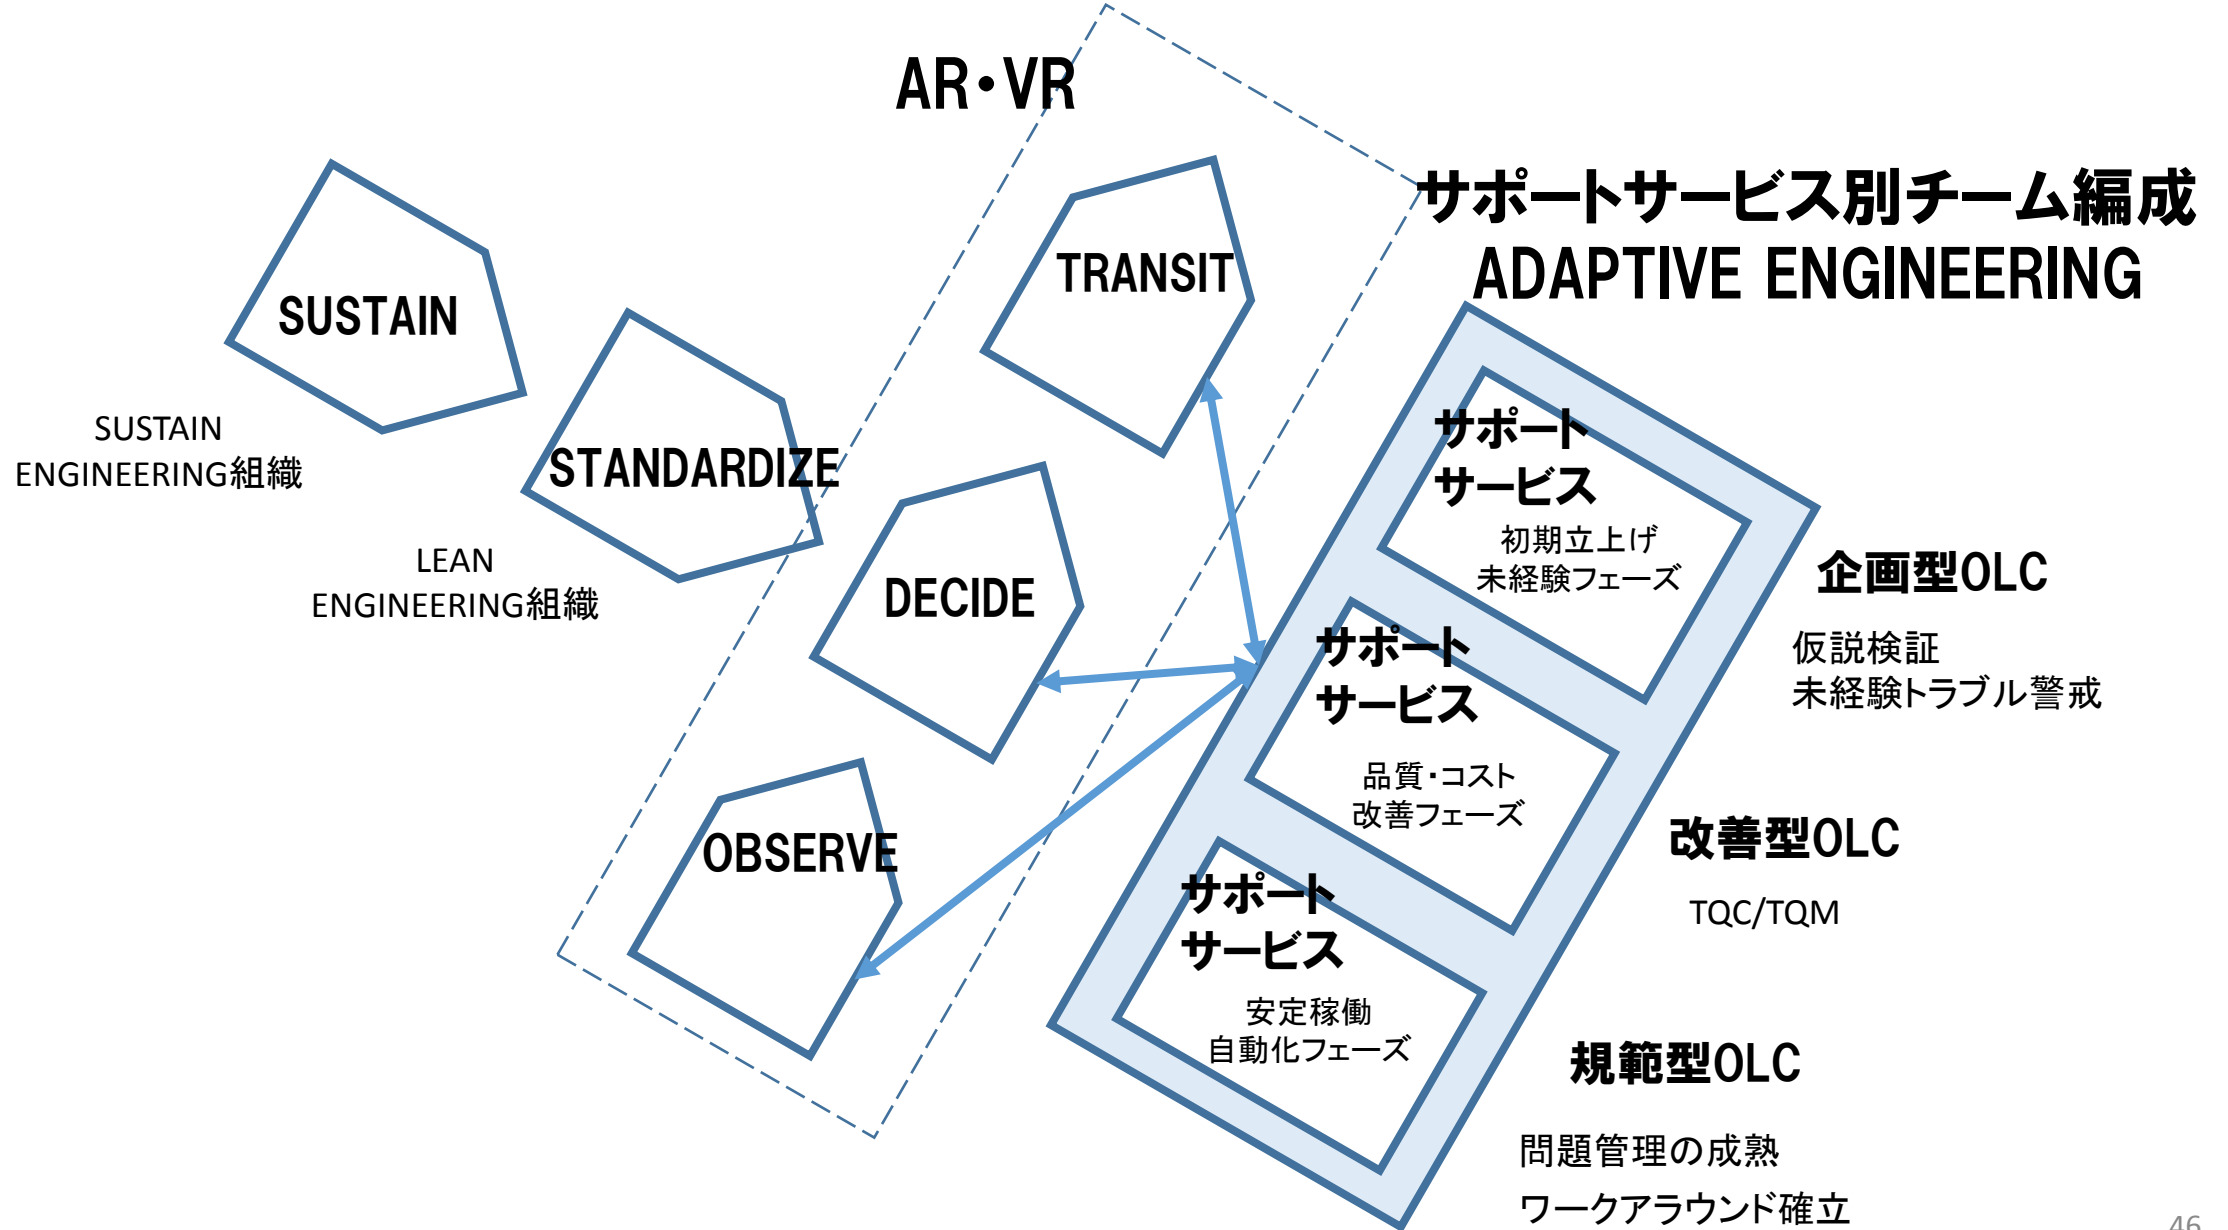 AR・VR
サポートサービス別チーム編成
ADAPTIVE ENGINEERING
TRANSIT
SUSTAIN
SUSTAIN
ENGINEERING組織
STANDARDIZE
LEAN
ENGINEERING組織
DECIDE
OBSERVE
サポート
サービス
初期立上げ
未経験フェーズ
企画型OLC
仮説検証
未経験トラブル警戒
サポート
サービス
品質・コスト
改善フェーズ
改善型OLC
TQC/TQM
サポート
サービス
安定稼働
自動化フェーズ
規範型OLC
問題管理の成熟
ワークアラウンド確立
46